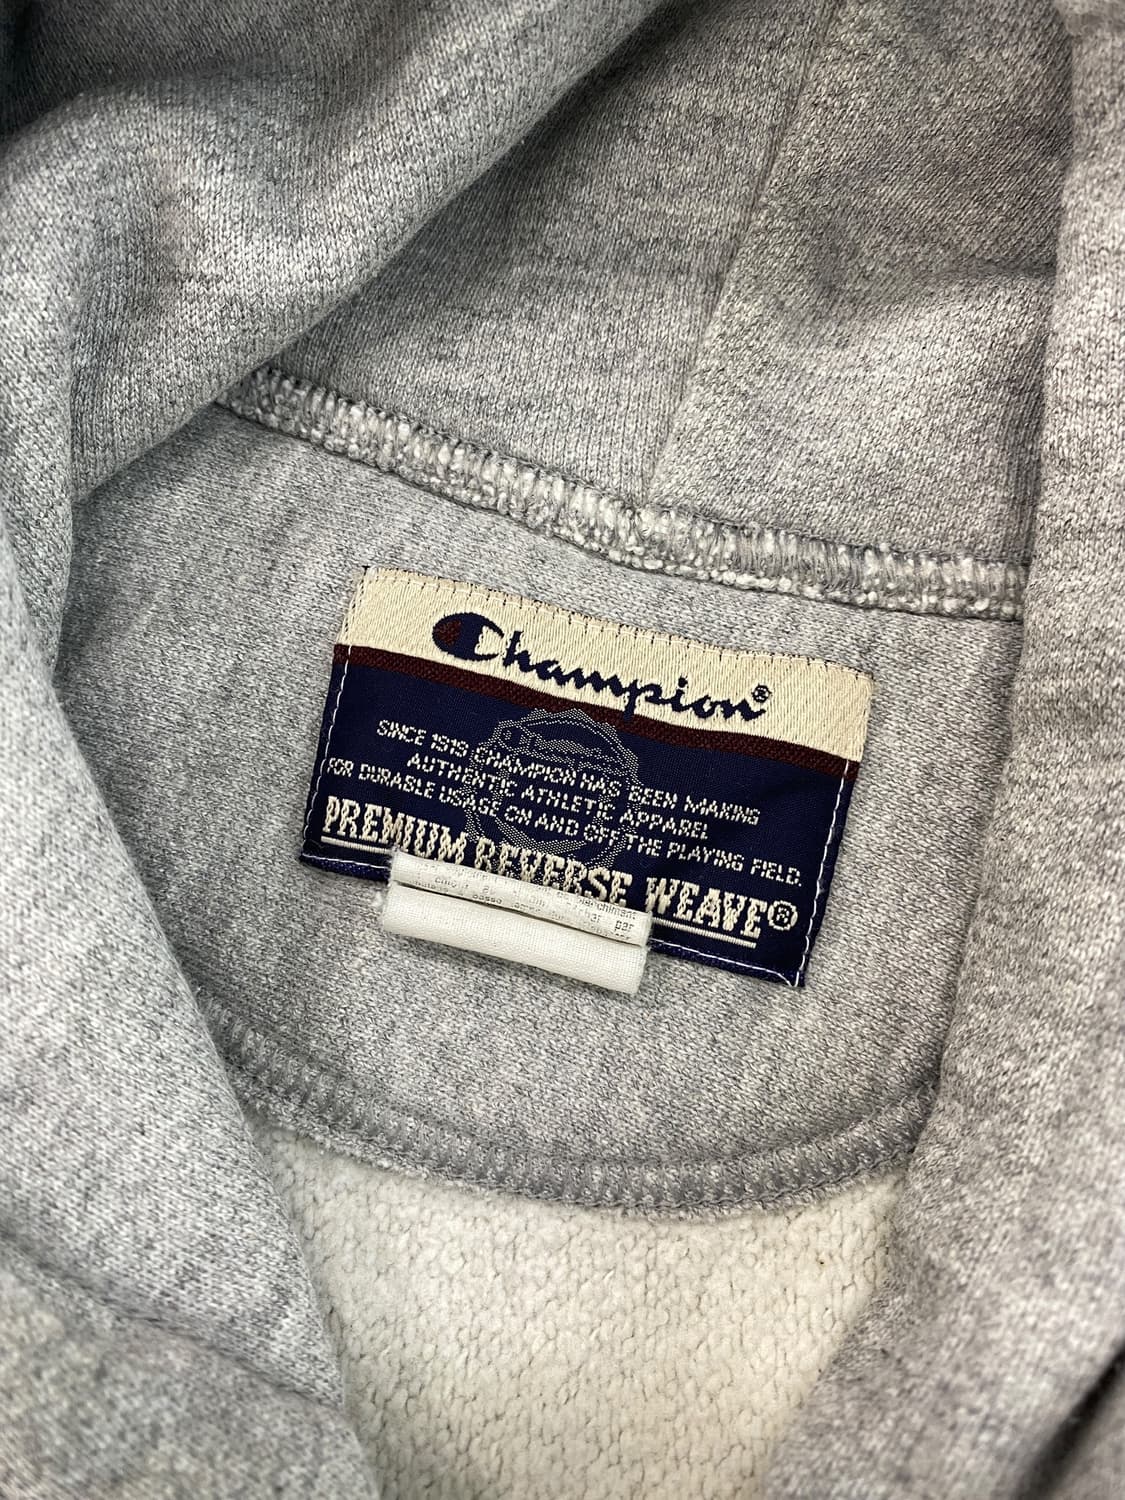 Champion®
SINCE 1919 CHAMPION HAS BEEN MAKING
AUTHENTIC ATHLETIC APPAREL
FOR DURABLE USAGE ON AND OFF THE PLAYING FIELD.
PREMIUM REVERSE WEAVE®
par